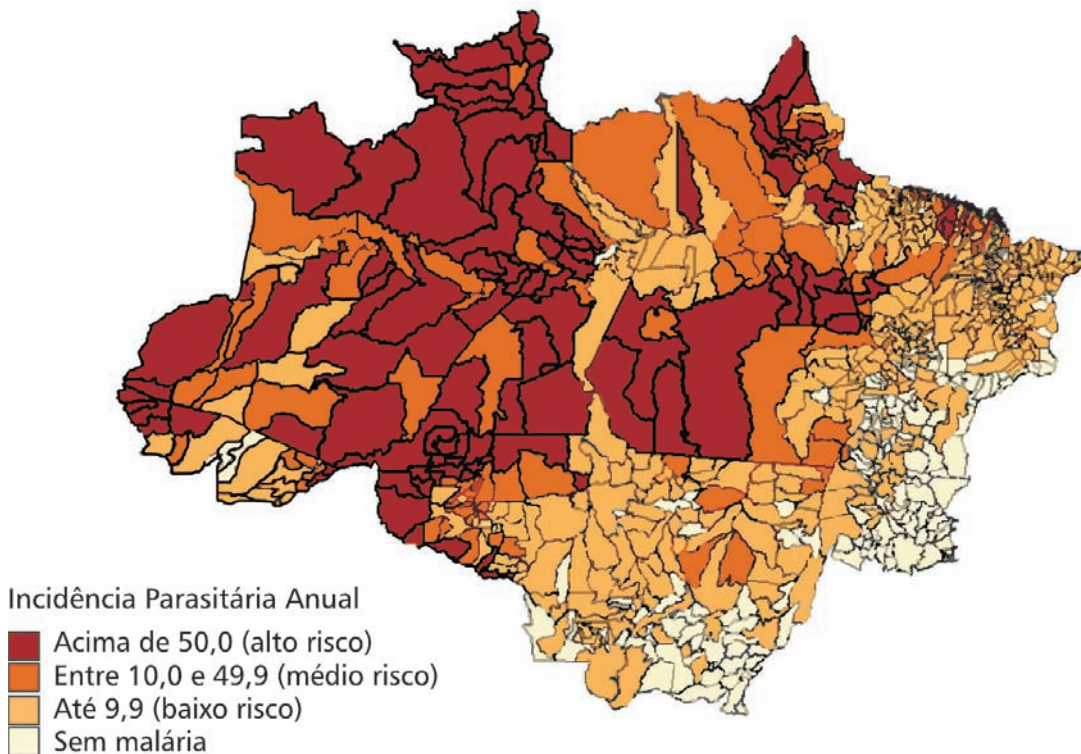 Incidência Parasitária Anual
Acima de 50,0 (alto risco)
Entre 10,0 e 49,9 (médio risco)
Até 9,9 (baixo risco)
Sem malária